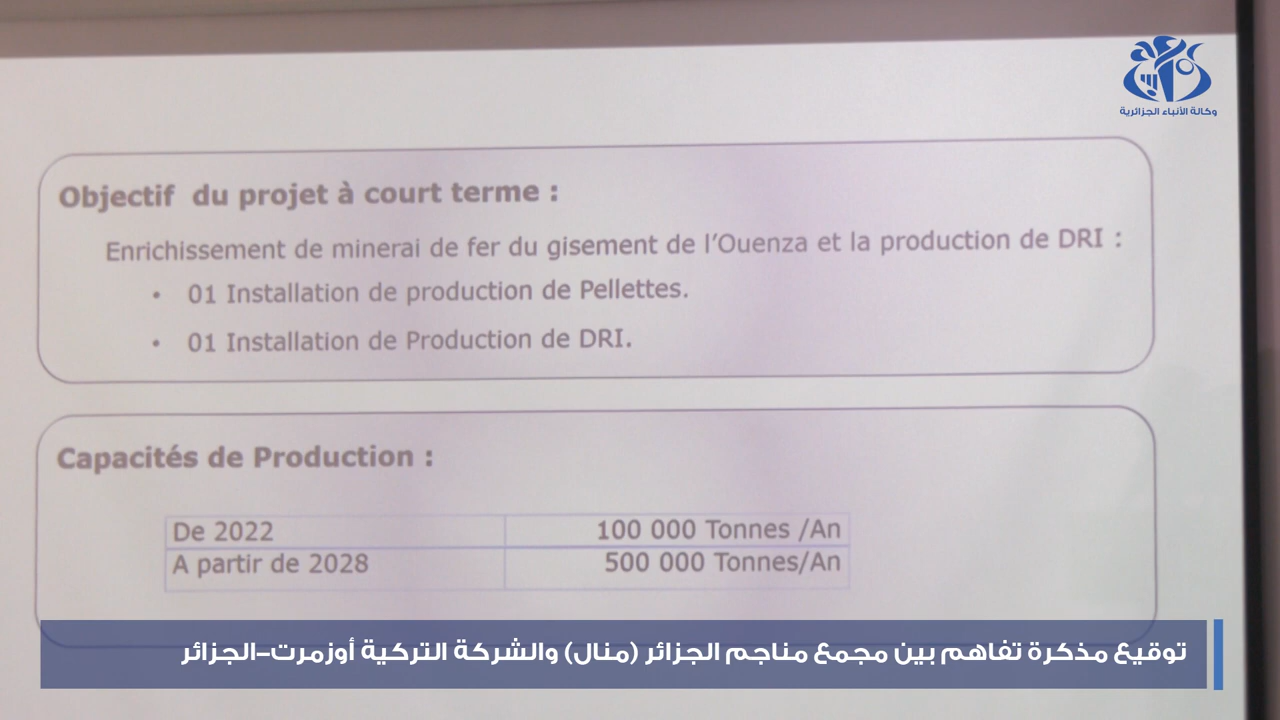 وكالة الأنباء الجزائرية
Objectif du projet à court terme :
Enrichissement de minerai de fer du gisement de l'Ouenza et la production de DRI :
• 01 Installation de production de Pellettes.
• 01 Installation de Production de DRI.
Capacités de Production :
De 2022 100 000 Tonnes /An
A partir de 2028 500 000 Tonnes/An
توقيع مذكرة تفاهم بين مجمع مناجم الجزائر (منال) والشركة التركية أوزمرت-الجزائر